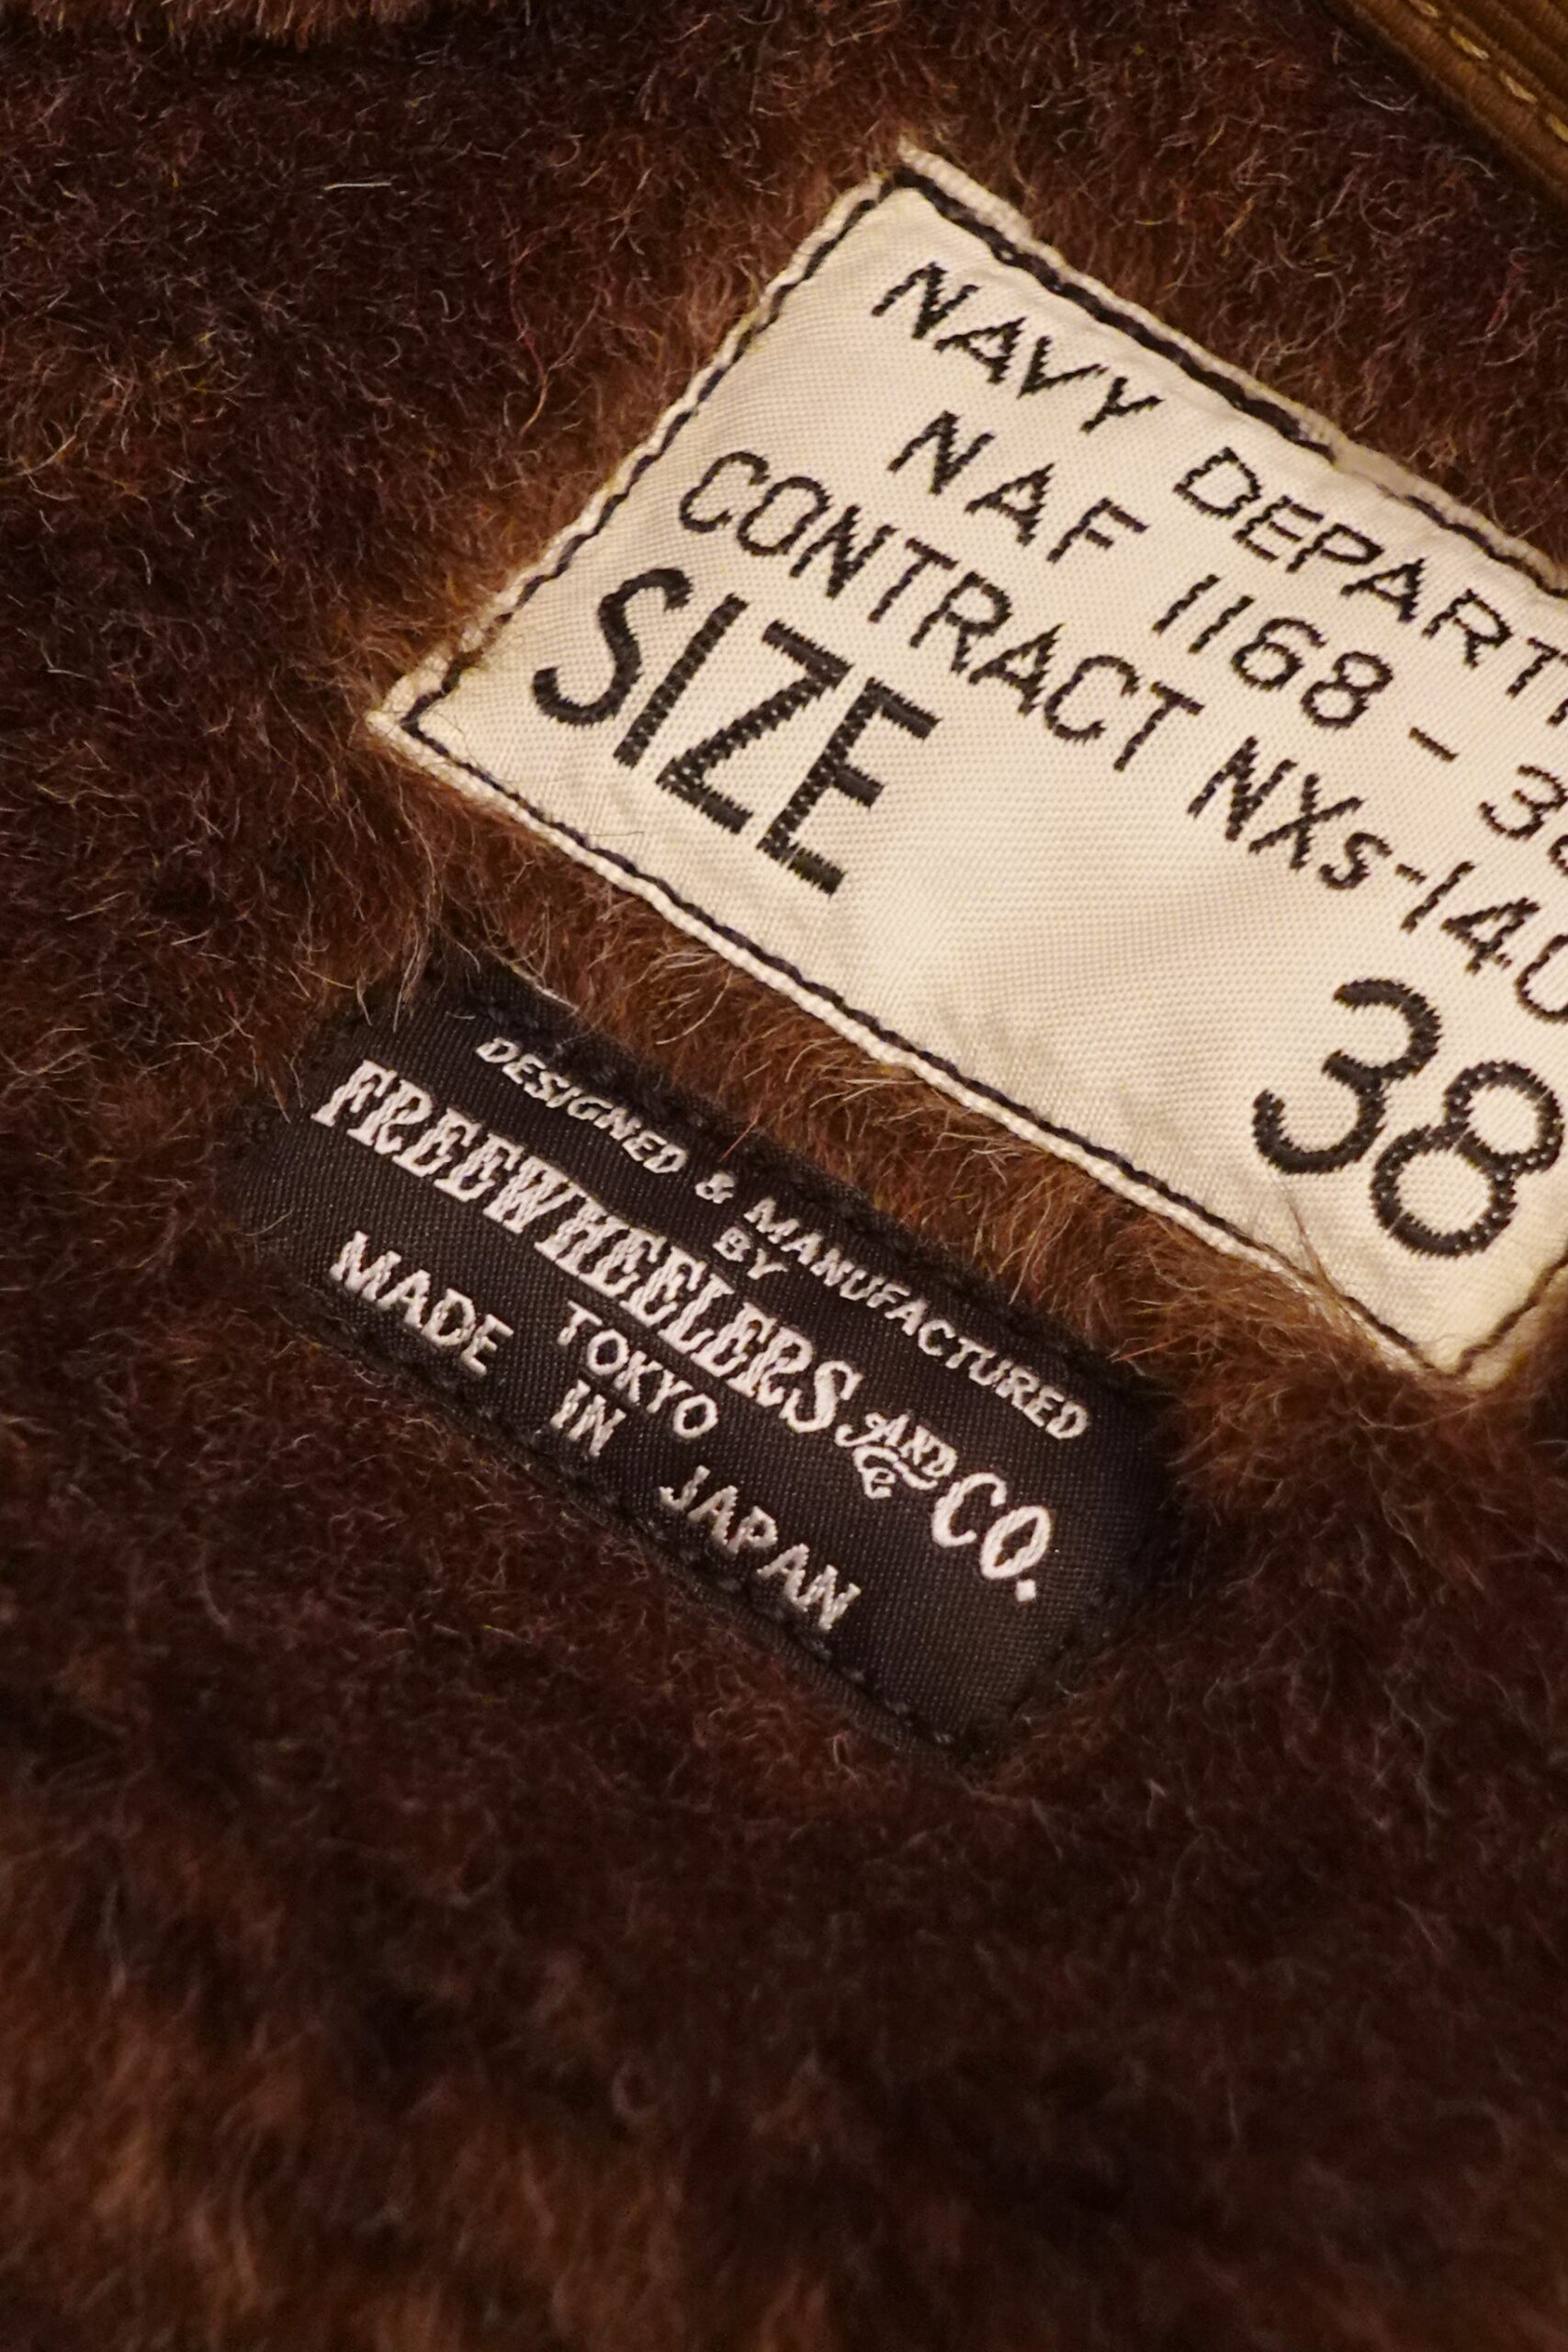 NAVY DEPART
NAF 1168 - 38
CONTRACT NXs-140
SIZE 38
DESIGNED & MANUFACTURED
BY
FREEWHEELERS AND CO.
TOKYO
MADE IN JAPAN